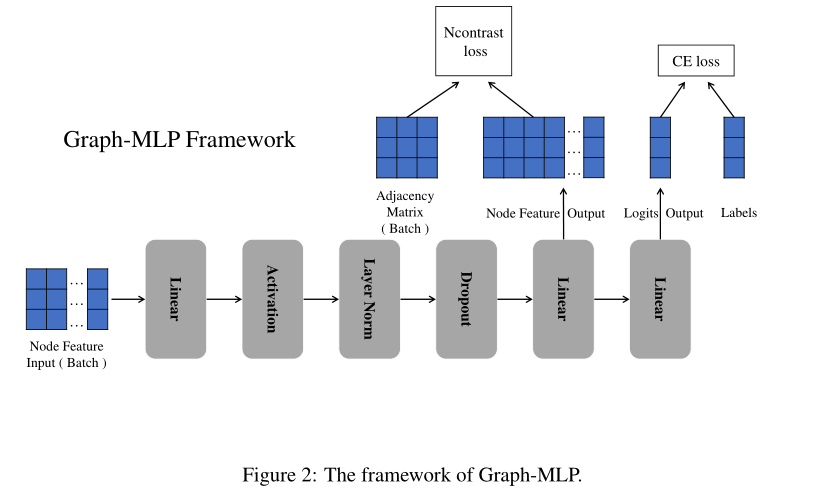 Ncontrast
loss
CE loss
Graph-MLP Framework
...
...
...
Adjacency
Matrix
( Batch )
Node Feature Output
Logits Output
Labels
...
...
...
Node Feature
Input ( Batch )
Linear
Activation
Layer Norm
Dropout
Linear
Linear
Figure 2: The framework of Graph-MLP.